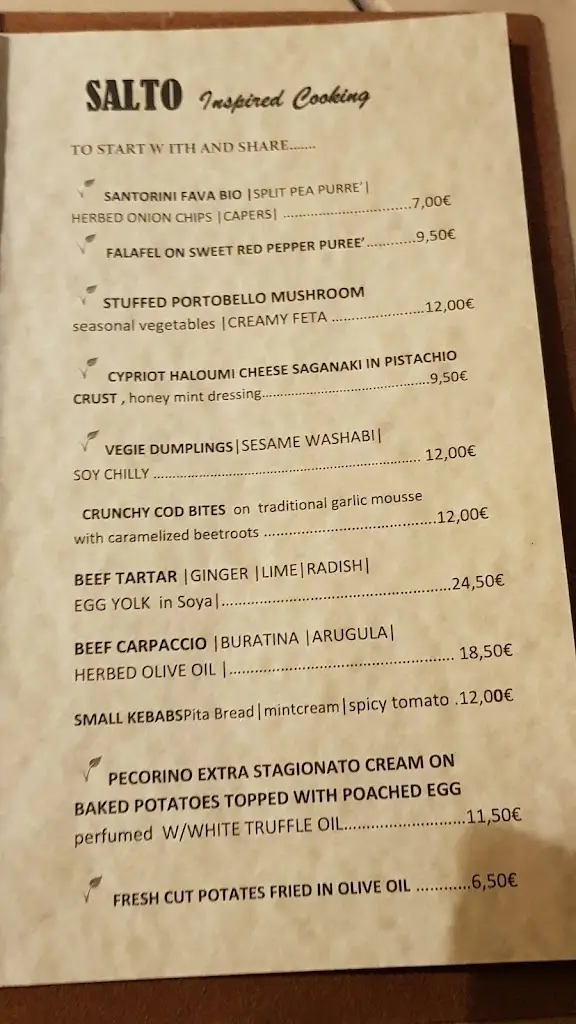 SALTO Inspired Cooking
TO START W ITH AND SHARE.......
SANTORINI FAVA BIO |SPLIT PEA PURRE'|
HERBED ONION CHIPS |CAPERS| ................................7,00€
FALAFEL ON SWEET RED PEPPER PUREE'............9,50€
STUFFED PORTOBELLO MUSHROOM
seasonal vegetables |CREAMY FETA .......................12,00€
CYPRIOT HALOUMI CHEESE SAGANAKI IN PISTACHIO
CRUST , honey mint dressing..........................................9,50€
VEGIE DUMPLINGS|SESAME WASHABI|
SOY CHILLY .................................................................. 12,00€
CRUNCHY COD BITES on traditional garlic mousse
with caramelized beetroots ...........................................12,00€
BEEF TARTAR |GINGER |LIME|RADISH|
EGG YOLK in Soya|.........................................................24,50€
BEEF CARPACCIO |BURATINA |ARUGULA|
HERBED OLIVE OIL |....................................................... 18,50€
SMALL KEBABSPita Bread|mintcream|spicy tomato .12,00€
PECORINO EXTRA STAGIONATO CREAM ON
BAKED POTATOES TOPPED WITH POACHED EGG
perfumed W/WHITE TRUFFLE OIL..........................11,50€
FRESH CUT POTATES FRIED IN OLIVE OIL ............6,50€